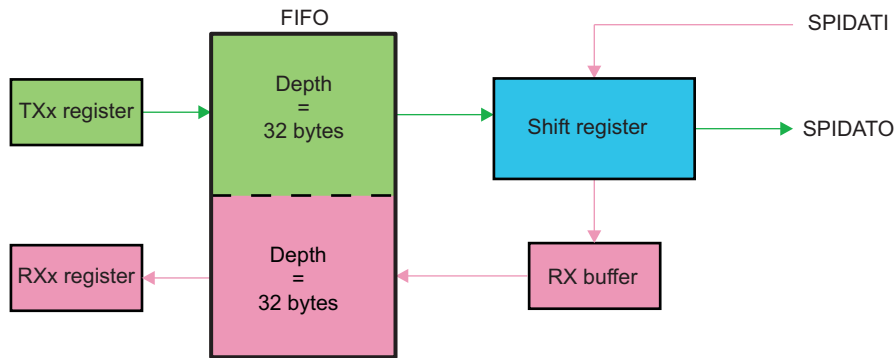 FIFO
SPIDATI
TXx register
Depth
=
32 bytes
Shift register
SPIDATO
RXx register
Depth
=
32 bytes
RX buffer